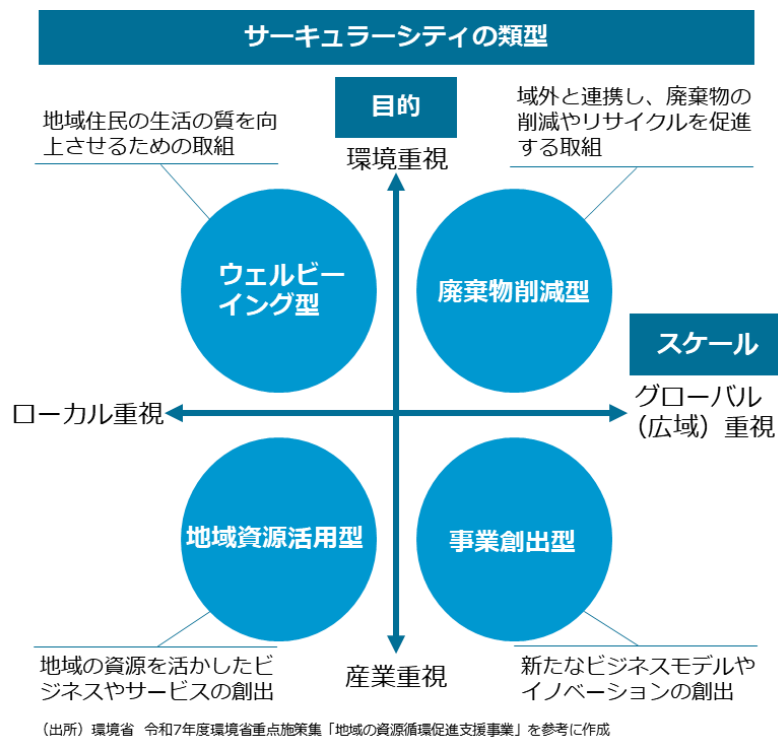 サーキュラーシティの類型
目的
環境重視
地域住民の生活の質を向
上させるための取組
域外と連携し、廃棄物の
削減やリサイクルを促進
する取組
ウェルビー
イング型
廃棄物削減型
スケール
ローカル重視
グローバル
（広域）重視
地域資源活用型
事業創出型
地域の資源を活かしたビ
ジネスやサービスの創出
産業重視
新たなビジネスモデルや
イノベーションの創出
（出所）環境省 令和7年度環境省重点施策集「地域の資源循環促進支援事業」を参考に作成